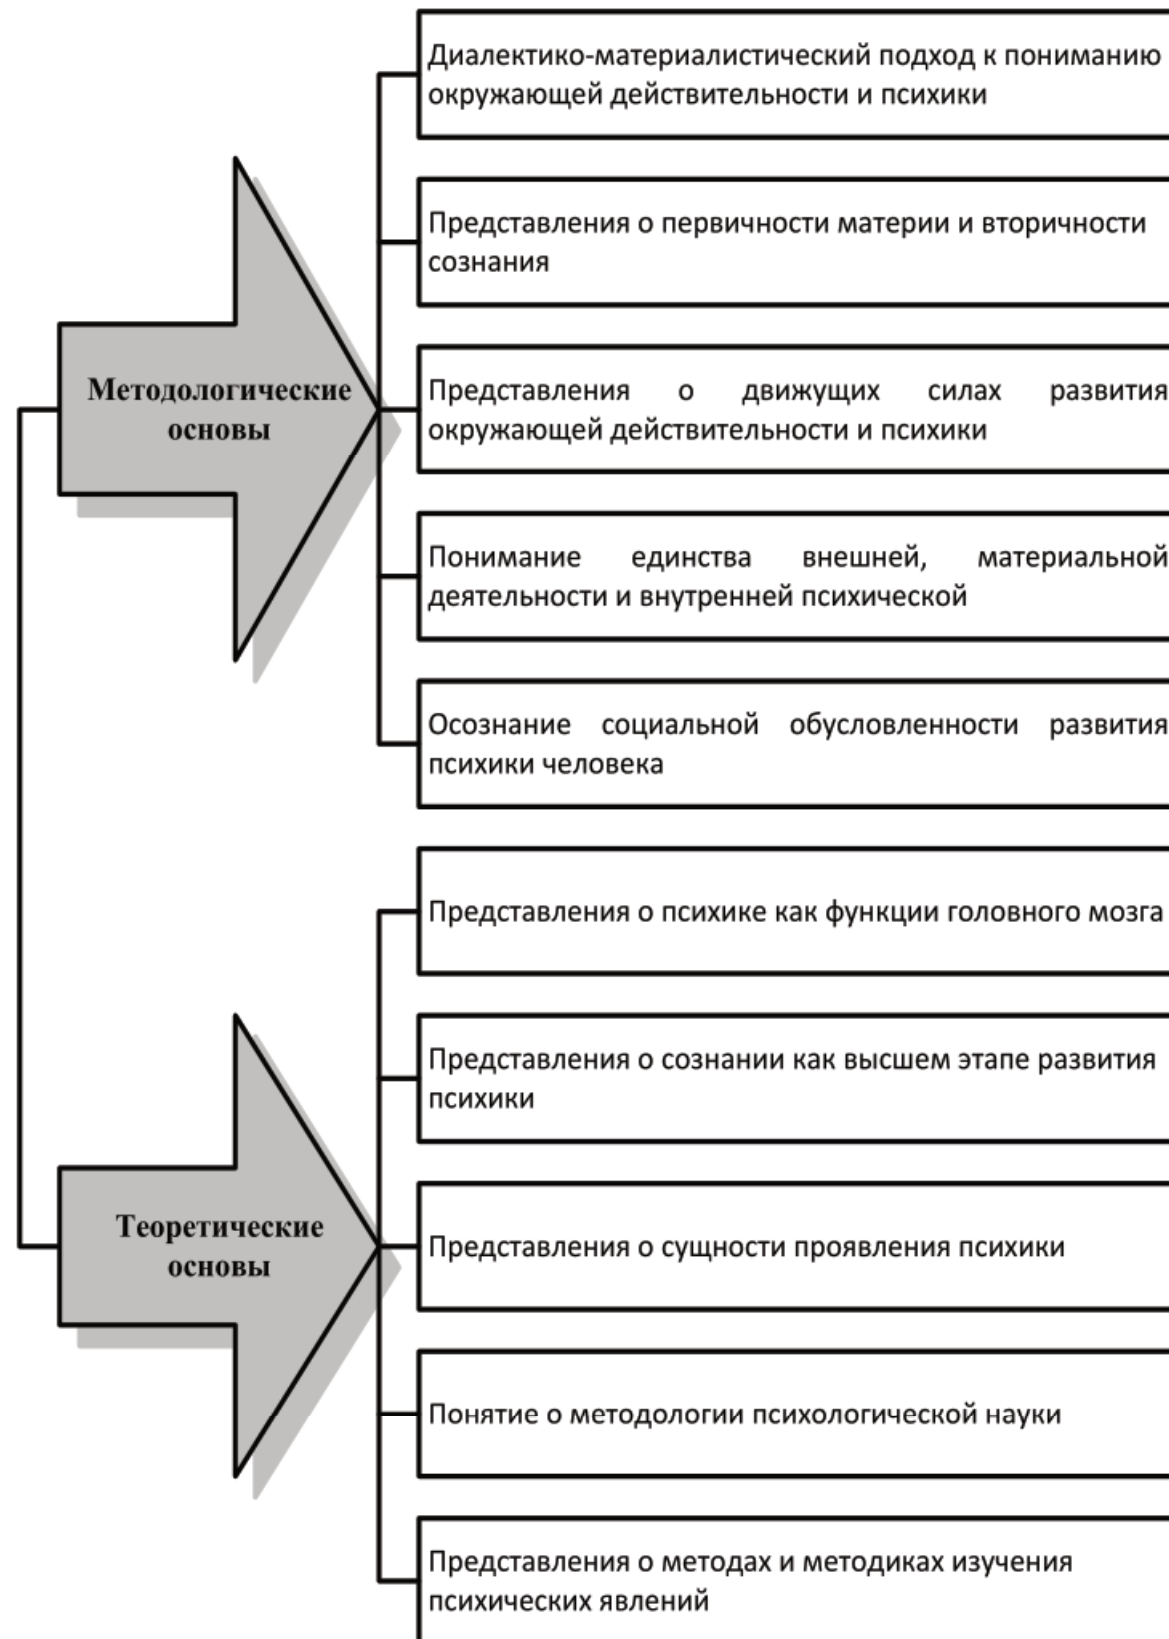 Диалектико-материалистический подход к пониманию
окружающей действительности и психики
Представления о первичности материи и вторичности
сознания
Методологические
основы
Представления о движущих силах развития
окружающей действительности и психики
Понимание единства внешней, материальной
деятельности и внутренней психической
Осознание социальной обусловленности развития
психики человека
Представления о психике как функции головного мозга
Представления о сознании как высшем этапе развития
психики
Теоретические
основы
Представления о сущности проявления психики
Понятие о методологии психологической науки
Представления о методах и методиках изучения
психических явлений